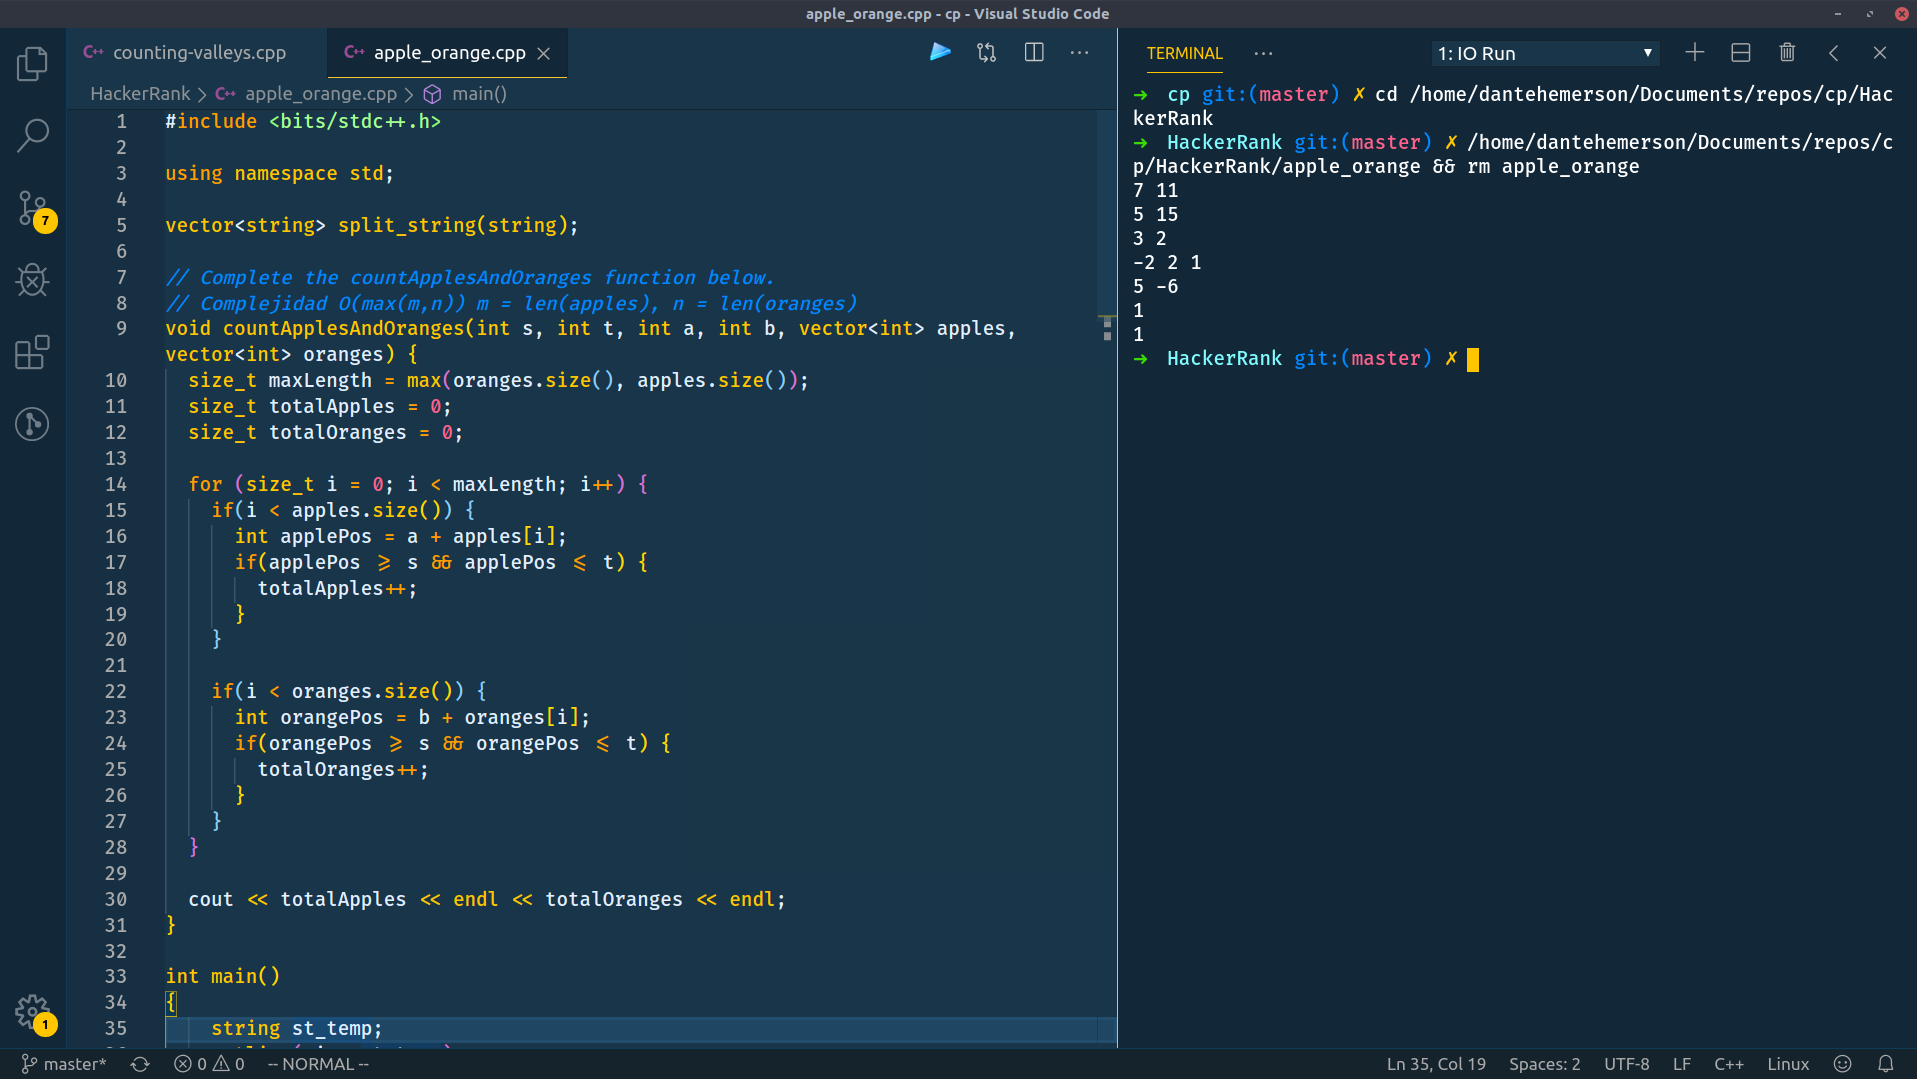 apple_orange.cpp - cp - Visual Studio Code
counting-valleys.cpp
apple_orange.cpp
HackerRank > apple_orange.cpp > main()
1 #include <bits/stdc++.h>
2
3 using namespace std;
4
5 vector<string> split_string(string);
6
7 // Complete the countApplesAndOranges function below.
8 // Complejidad O(max(m,n)) m = len(apples), n = len(oranges)
9 void countApplesAndOranges(int s, int t, int a, int b, vector<int> apples,
vector<int> oranges) {
10 size_t maxLength = max(oranges.size(), apples.size());
11 size_t totalApples = 0;
12 size_t totalOranges = 0;
13
14 for (size_t i = 0; i < maxLength; i++) {
15 if(i < apples.size()) {
16 int applePos = a + apples[i];
17 if(applePos >= s && applePos <= t) {
18 totalApples++;
19 }
20 }
21
22 if(i < oranges.size()) {
23 int orangePos = b + oranges[i];
24 if(orangePos >= s && orangePos <= t) {
25 totalOranges++;
26 }
27 }
28 }
29
30 cout << totalApples << endl << totalOranges << endl;
31 }
32
33 int main()
34 {
35 string st_temp;
TERMINAL ···
1: IO Run
→ cp git:(master) ✗ cd /home/dantehemerson/Documents/repos/cp/Hac
kerRank
→ HackerRank git:(master) ✗ /home/dantehemerson/Documents/repos/c
p/HackerRank/apple_orange && rm apple_orange
7 11
5 15
3 2
-2 2 1
5 -6
1
1
→ HackerRank git:(master) ✗
7
1
master* 0 0 -- NORMAL --
Ln 35, Col 19 Spaces: 2 UTF-8 LF C++ Linux